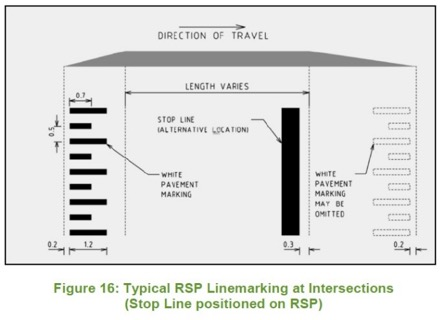 DIRECTION OF TRAVEL
LENGTH VARIES
0.7
0.5
STOP LINE
(ALTERNATIVE LOCATION)
WHITE
PAVEMENT
MARKING
WHITE
PAVEMENT
MARKING
MAY BE
OMITTED
0.2
1.2
0.3
0.2
Figure 16: Typical RSP Linemarking at Intersections
(Stop Line positioned on RSP)